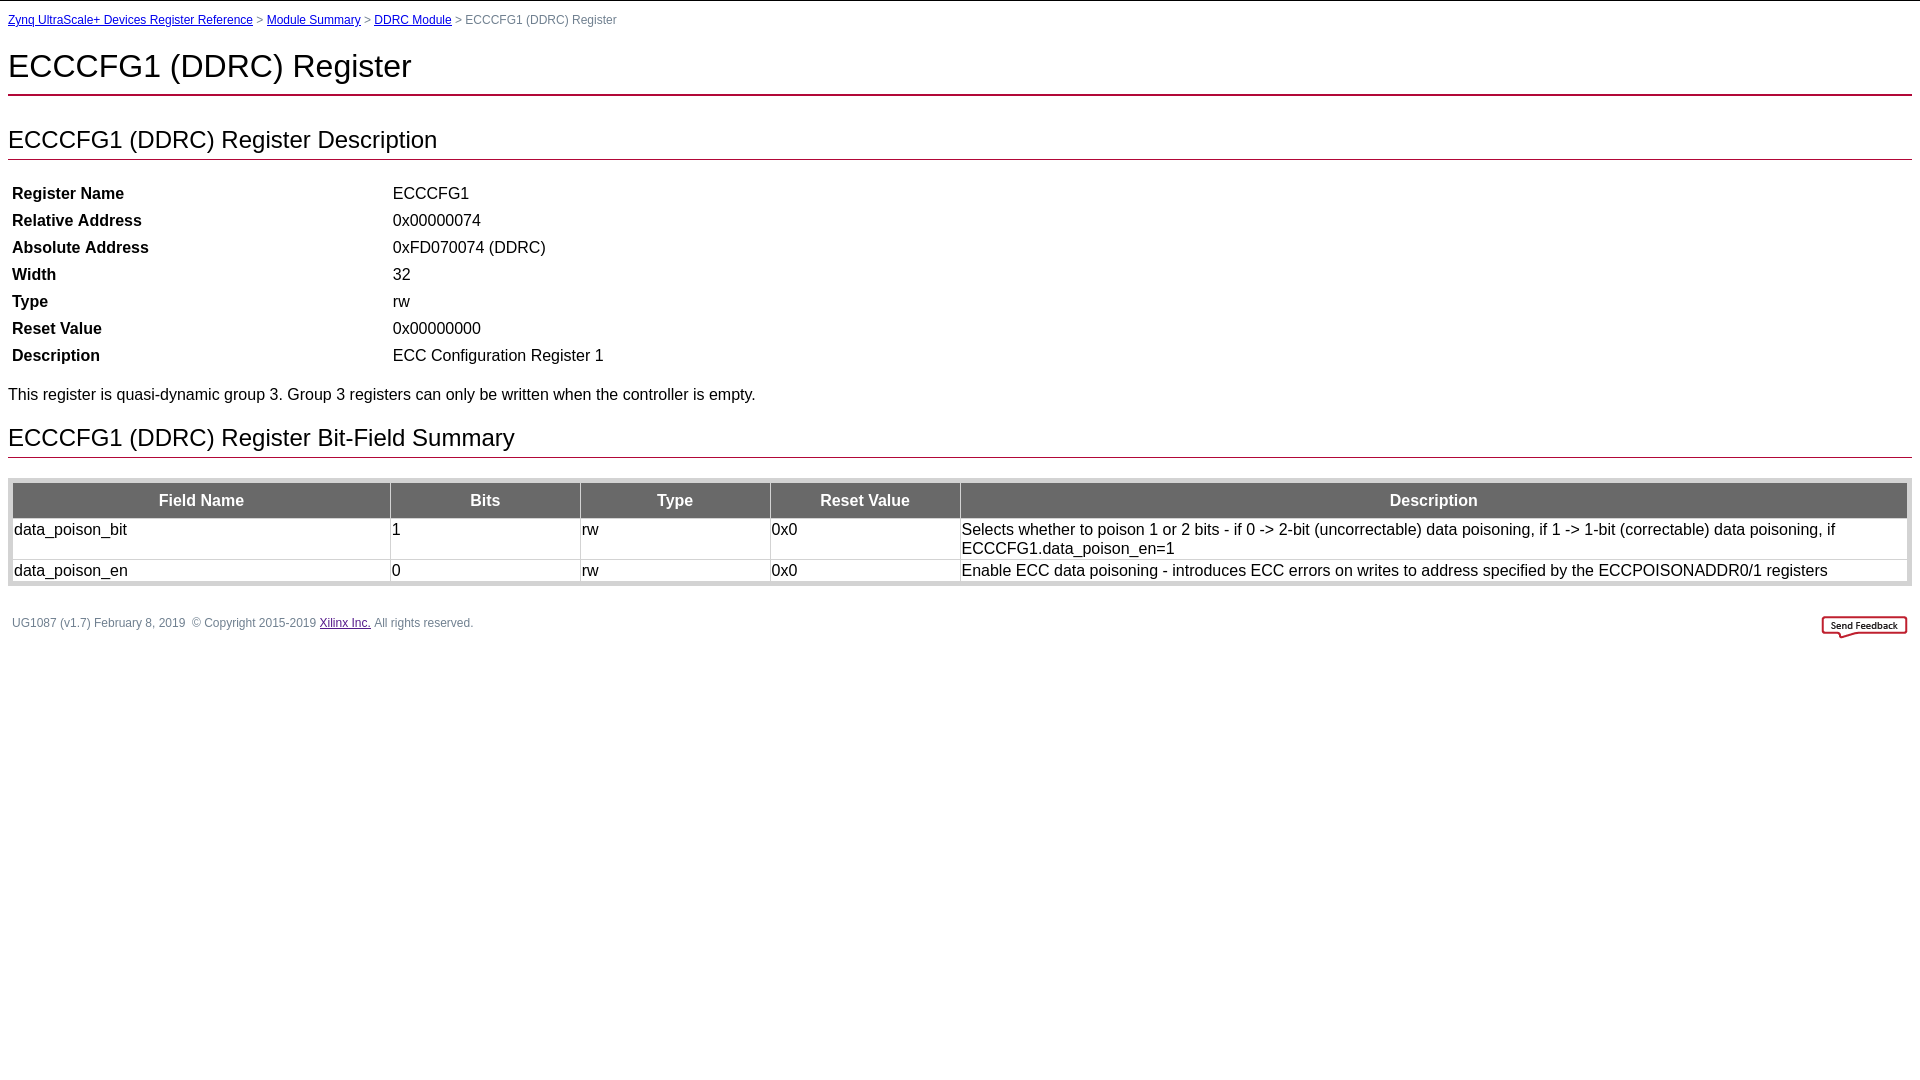 Zynq UltraScale+ Devices Register Reference > Module Summary > DDRC Module > ECCCFG1 (DDRC) Register
ECCCFG1 (DDRC) Register
ECCCFG1 (DDRC) Register Description
Register Name ECCCFG1
Relative Address 0x00000074
Absolute Address 0xFD070074 (DDRC)
Width 32
Type rw
Reset Value 0x00000000
Description ECC Configuration Register 1
This register is quasi-dynamic group 3. Group 3 registers can only be written when the controller is empty.
ECCCFG1 (DDRC) Register Bit-Field Summary
Field Name Bits Type Reset Value Description
data_poison_bit 1 rw 0x0 Selects whether to poison 1 or 2 bits - if 0 -> 2-bit (uncorrectable) data poisoning, if 1 -> 1-bit (correctable) data poisoning, if
ECCCFG1.data_poison_en=1
data_poison_en 0 rw 0x0 Enable ECC data poisoning - introduces ECC errors on writes to address specified by the ECCPOISONADDR0/1 registers
UG1087 (v1.7) February 8, 2019 © Copyright 2015-2019 Xilinx Inc. All rights reserved.
Send Feedback